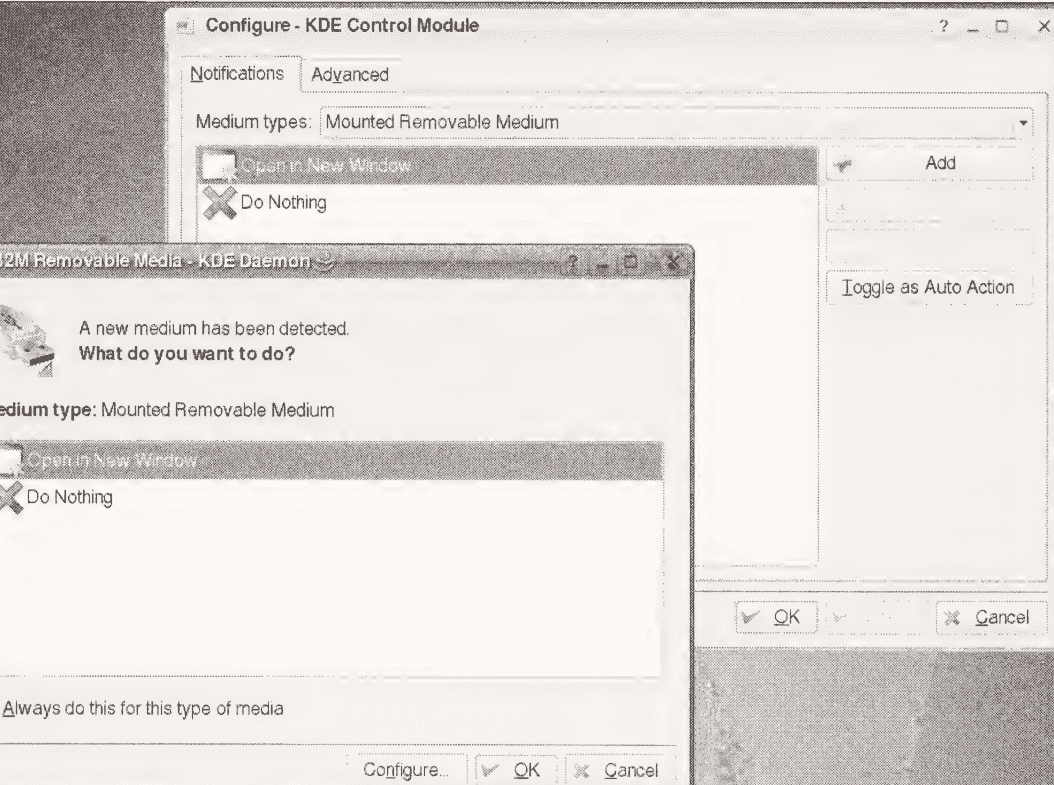 Configure - KDE Control Module
Notifications Advanced
Medium types: Mounted Removable Medium
Open in New Window
Add
Do Nothing
Toggle as Auto Action
OK Cancel
2M Removable Media - KDE Daemon
A new medium has been detected.
What do you want to do?
edium type: Mounted Removable Medium
Open in New Window
Do Nothing
Always do this for this type of media
Configure... OK Cancel